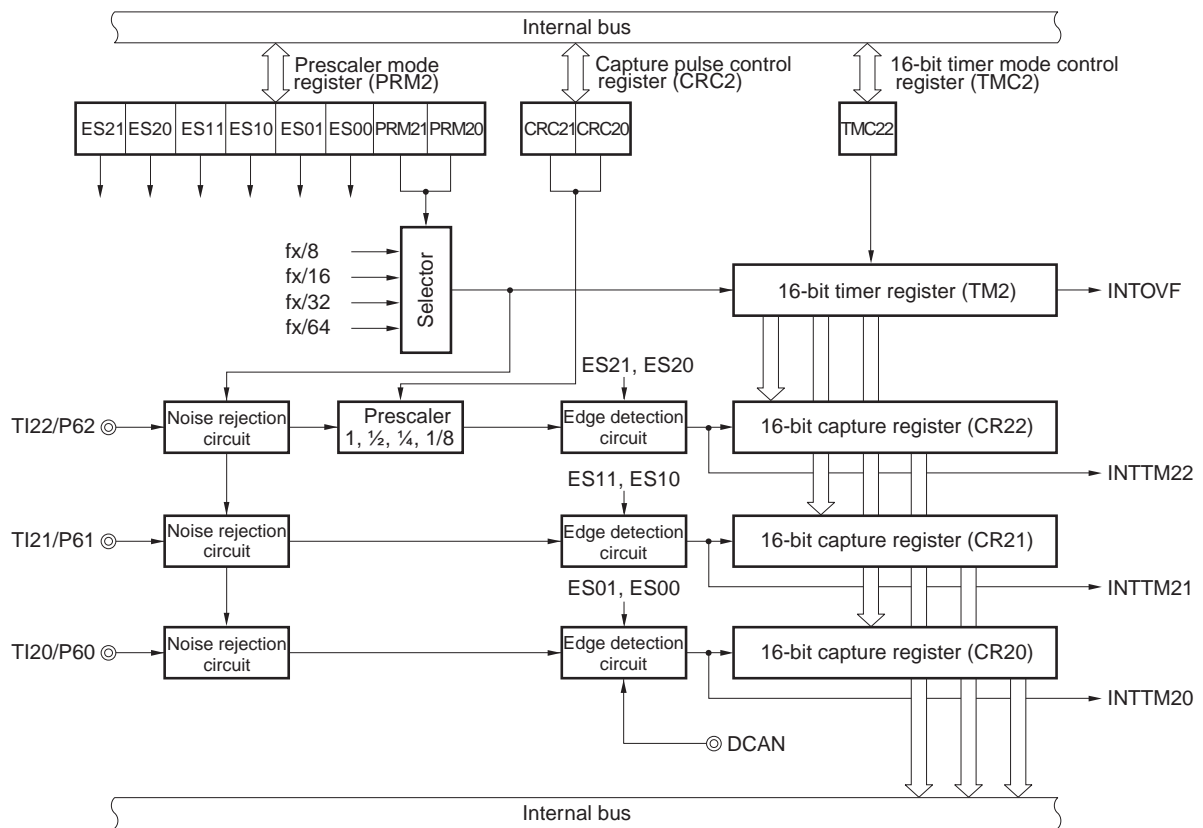 Internal bus
Prescaler mode
register (PRM2)
Capture pulse control
register (CRC2)
16-bit timer mode control
register (TMC2)
ES21 ES20 ES11 ES10 ES01 ES00 PRM21 PRM20
CRC21 CRC20
TMC22
fx/8
fx/16
fx/32
fx/64
Selector
16-bit timer register (TM2)
INTOVF
ES21, ES20
TI22/P62
Noise rejection
circuit
Prescaler
1, ½, ¼, 1/8
Edge detection
circuit
16-bit capture register (CR22)
INTTM22
ES11, ES10
TI21/P61
Noise rejection
circuit
Edge detection
circuit
16-bit capture register (CR21)
INTTM21
ES01, ES00
TI20/P60
Noise rejection
circuit
Edge detection
circuit
16-bit capture register (CR20)
INTTM20
DCAN
Internal bus